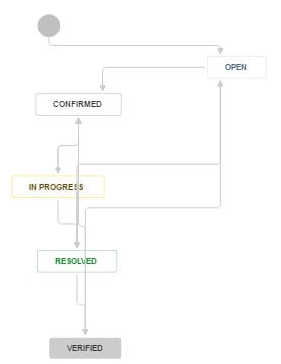 OPEN
CONFIRMED
IN PROGRESS
RESOLVED
VERIFIED